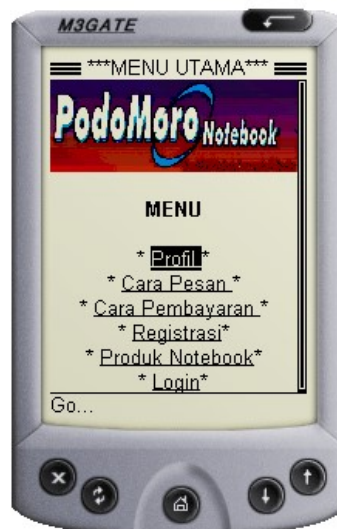 M3GATE
***MENU UTAMA***
PodoMoro Notebook
MENU
* Profil *
* Cara Pesan *
* Cara Pembayaran *
* Registrasi*
* Produk Notebook*
* Login*
Go...